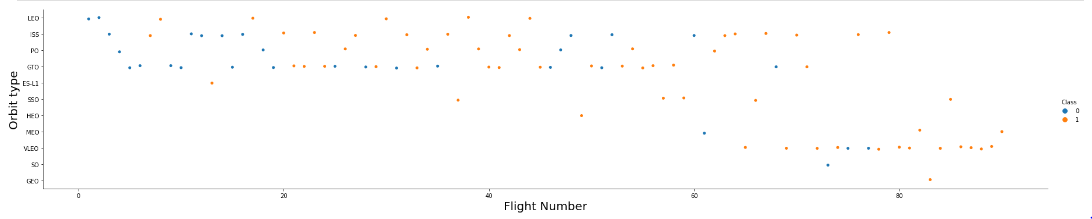 LEO
ISS
PO
GTO
ES-L1
SSO
HEO
MEO
VLEO
SO
GEO
Orbit type
0
20
40
60
80
Flight Number
Class
0
1